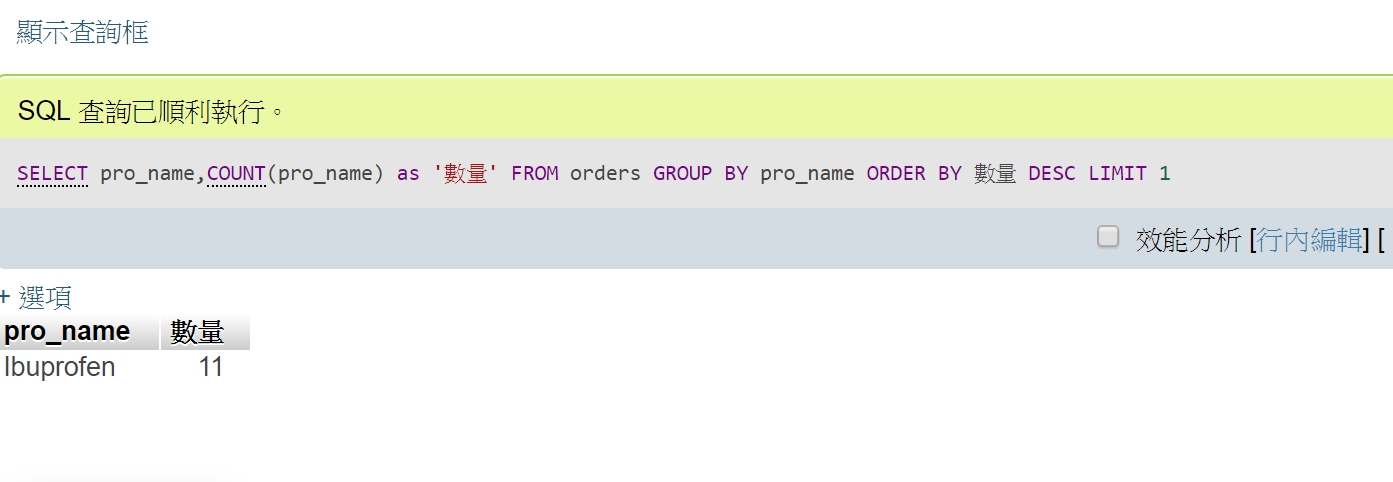 顯示查詢框
SQL 查詢已順利執行。
SELECT pro_name,COUNT(pro_name) as '數量' FROM orders GROUP BY pro_name ORDER BY 數量 DESC LIMIT 1
效能分析 [行內編輯] [
+ 選項
pro_name 數量
Ibuprofen 11